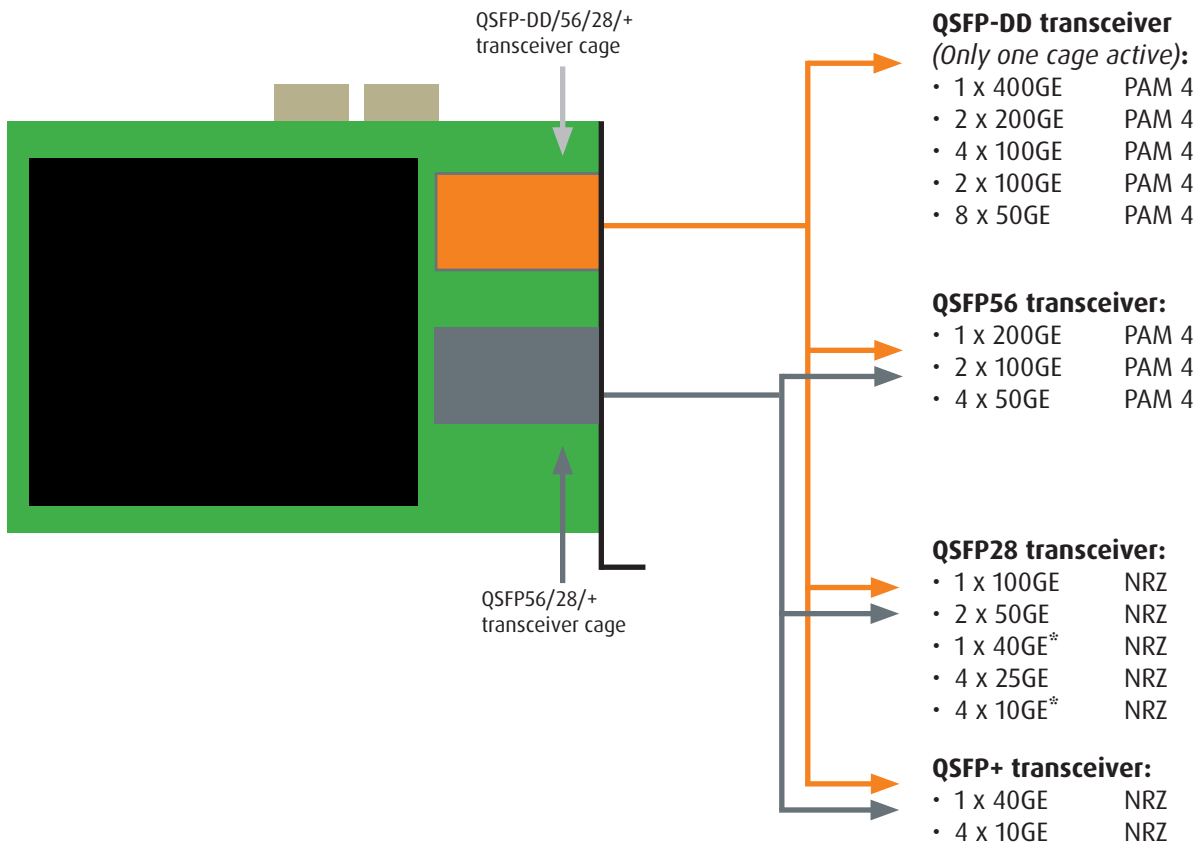 QSFP-DD/56/28/+
transceiver cage
QSFP56/28/+
transceiver cage
QSFP-DD transceiver
(Only one cage active):
• 1 x 400GE PAM 4
• 2 x 200GE PAM 4
• 4 x 100GE PAM 4
• 2 x 100GE PAM 4
• 8 x 50GE PAM 4
QSFP56 transceiver:
• 1 x 200GE PAM 4
• 2 x 100GE PAM 4
• 4 x 50GE PAM 4
QSFP28 transceiver:
• 1 x 100GE NRZ
• 2 x 50GE NRZ
• 1 x 40GE* NRZ
• 4 x 25GE NRZ
• 4 x 10GE* NRZ
QSFP+ transceiver:
• 1 x 40GE NRZ
• 4 x 10GE NRZ